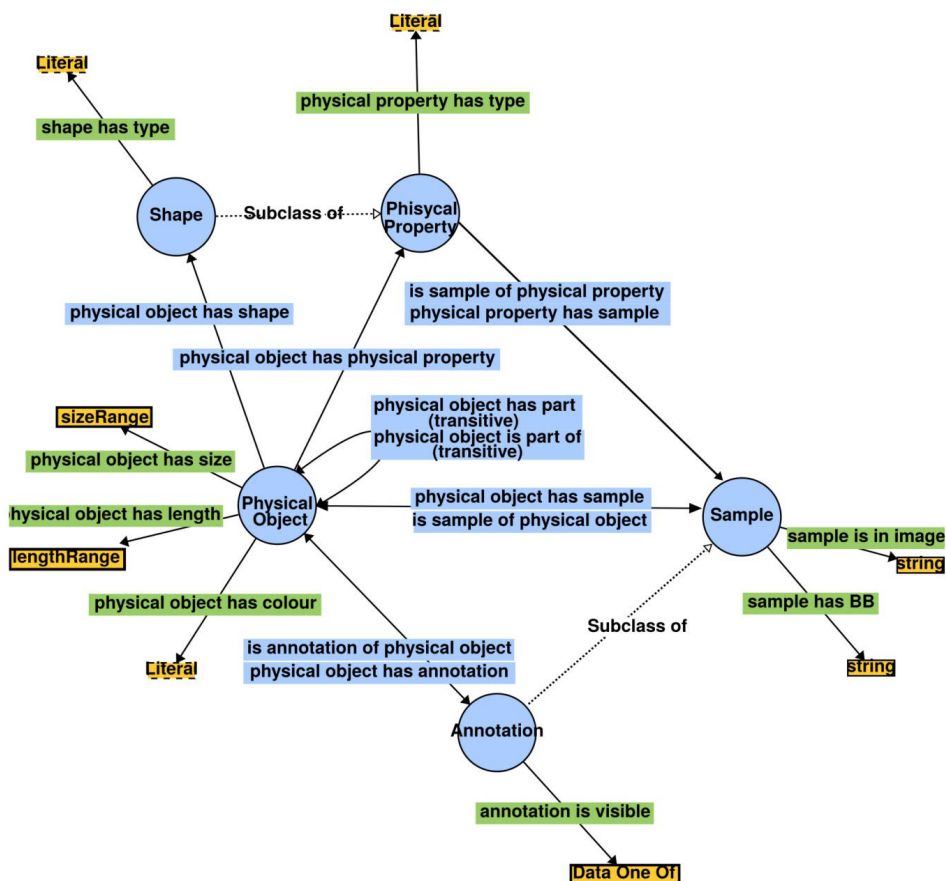 Literal
Literal
physical property has type
shape has type
Shape
Subclass of
Phisycal
Property
is sample of physical property
physical property has sample
physical object has shape
physical object has physical property
physical object has part
(transitive)
physical object is part of
(transitive)
sizeRange
physical object has size
Physical
Object
physical object has sample
is sample of physical object
Sample
physical object has length
lengthRange
sample is in image
string
physical object has colour
sample has BB
Subclass of
is annotation of physical object
physical object has annotation
Literal
string
Annotation
annotation is visible
Data One Of